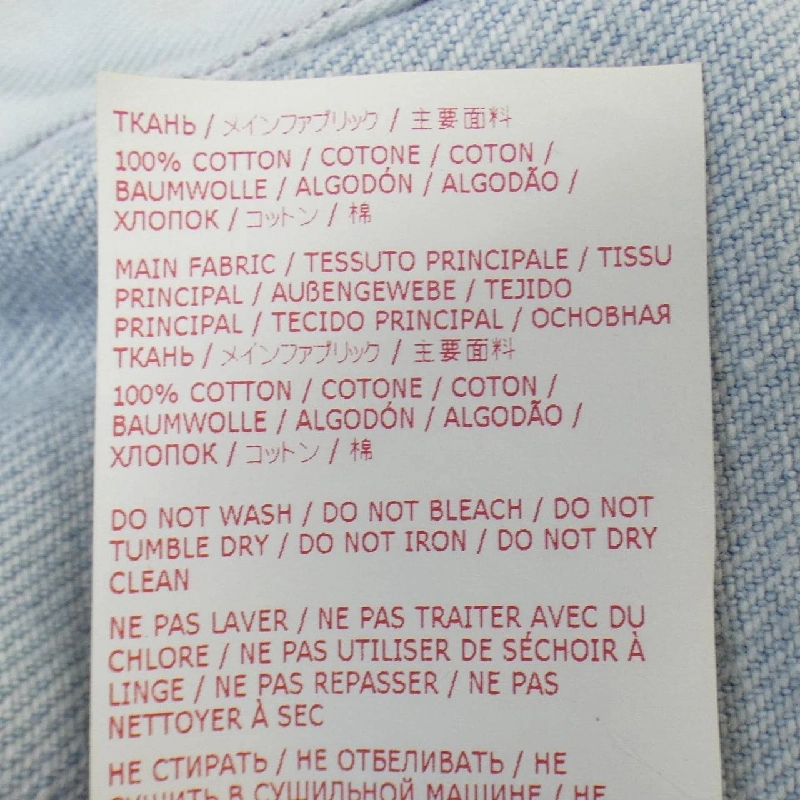 ТКАНЬ / メインファブリック / 主要面料
100% COTTON / COTONE / COTON /
BAUMWOLLE / ALGODÓN / ALGODÃO /
ХЛОПОК / コットン / 棉
MAIN FABRIC / TESSUTO PRINCIPALE / TISSU
PRINCIPAL / AUßENGEWEBE / TEJIDO
PRINCIPAL / TECIDO PRINCIPAL / ОСНОВНАЯ
ТКАНЬ / メインファブリック / 主要面料
100% COTTON / COTONE / COTON /
BAUMWOLLE / ALGODÓN / ALGODÃO /
ХЛОПОК / コットン / 棉
DO NOT WASH / DO NOT BLEACH / DO NOT
TUMBLE DRY / DO NOT IRON / DO NOT DRY
CLEAN
NE PAS LAVER / NE PAS TRAITER AVEC DU
CHLORE / NE PAS UTILISER DE SÉCHOIR À
LINGE / NE PAS REPASSER / NE PAS
NETTOYER À SEC
НЕ СТИРАТЬ / НЕ ОТБЕЛИВАТЬ / НЕ
СУШИТЬ В СУШИЛЬНОЙ МАШИНЕ / НЕ